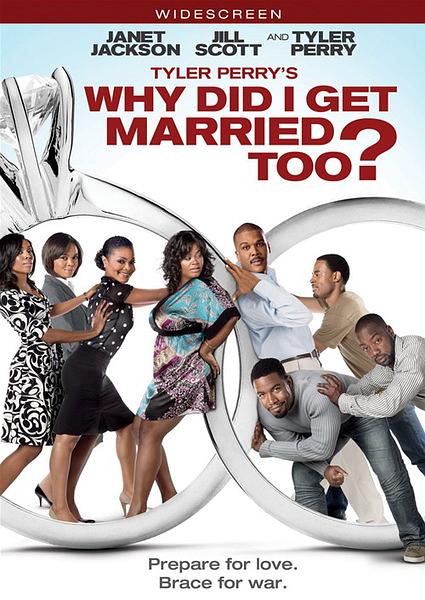 WIDESCREEN
JANET JACKSON JILL SCOTT AND TYLER PERRY
TYLER PERRY'S
WHY DID I GET
MARRIED
TOO?
Prepare for love.
Brace for war.